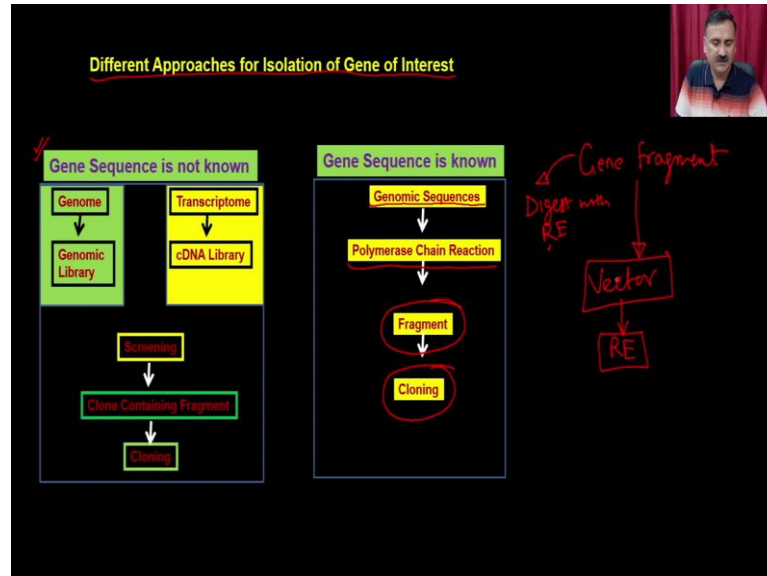 Different Approaches for Isolation of Gene of Interest
Gene Sequence is not known
Genome
Genomic
Library
Transcriptome
cDNA Library
Screening
Clone Containing Fragment
Cloning
Gene Sequence is known
Genomic Sequences
Polymerase Chain Reaction
Fragment
Cloning
Gene fragment
Digest with
RE
Vector
RE